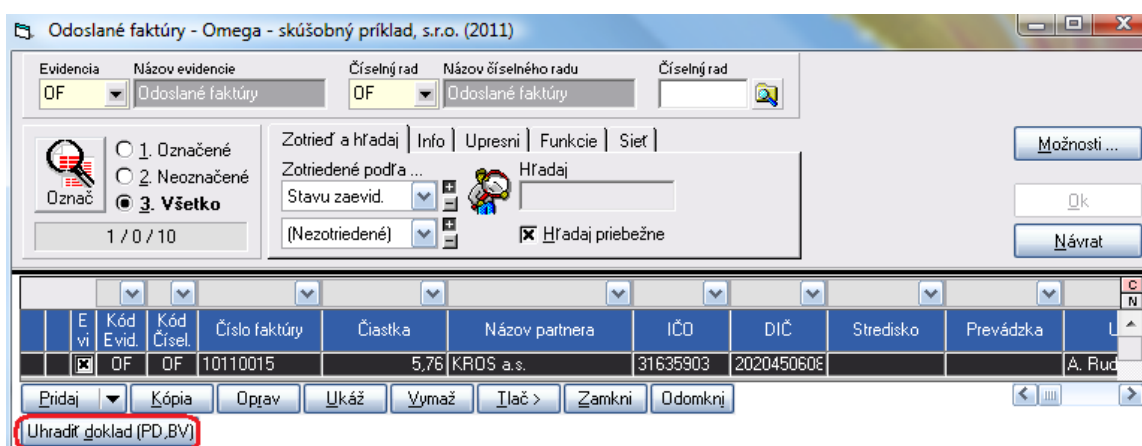 Odoslané faktúry - Omega - skúšobný príklad, s.r.o. (2011)
Evidencia Názov evidencie Číselný rad Názov číselného radu Číselný rad
OF Odoslané faktúry OF Odoslané faktúry
Označ
1. Označené
2. Neoznačené
3. Všetko
1 / 0 / 10
Zotrieď a hľadaj Info Upresni Funkcie Sieť
Zotriedené podľa ... Hľadaj
Stavu zaevid.
(Nezotriedené) Hľadaj priebežne
Možnosti ...
Ok
Návrat
C
N
E vi Kód Evid. Kód Čísel. Číslo faktúry Čiastka Názov partnera IČO DIČ Stredisko Prevádzka
OF OF 10110015 5,76 KROS a.s. 31635903 2020450608 A. Rud
Pridaj Kópia Oprav Ukáž Vymaž Tlač > Zamkni Odomkni
Uhradiť doklad (PD,BV)